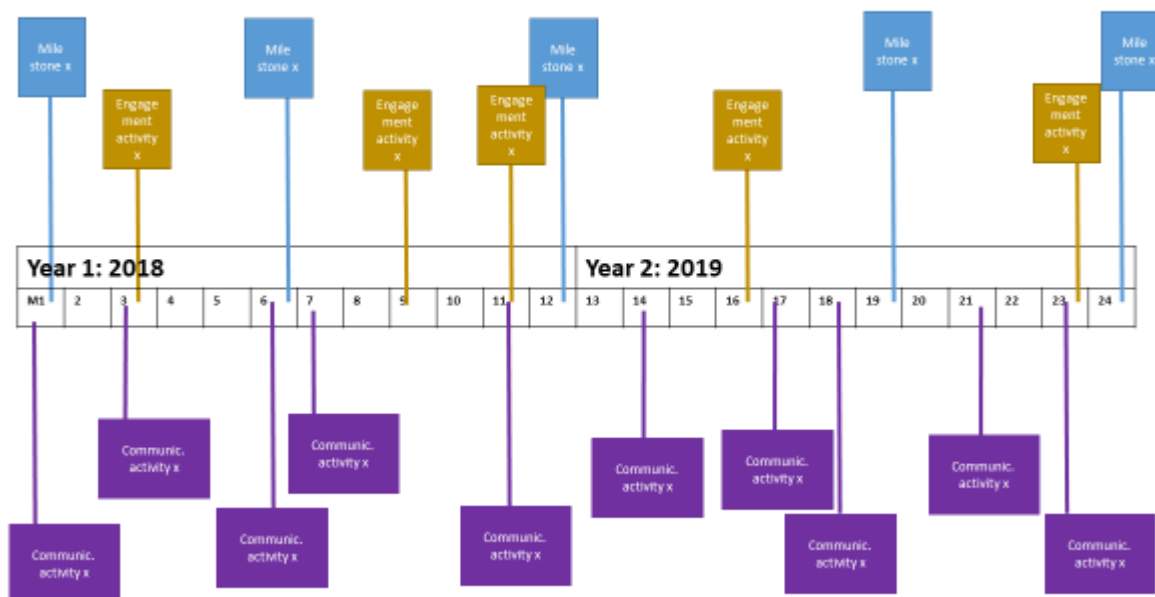 Mile
stone x
Mile
stone x
Mile
stone x
Mile
stone x
Mile
stone x
Engage
ment
activity
x
Engage
ment
activity
x
Engage
ment
activity
x
Engage
ment
activity
x
Engage
ment
activity
x
Year 1: 2018 Year 2: 2019
M1 2 3 4 5 6 7 8 9 10 11 12 13 14 15 16 17 18 19 20 21 22 23 24
Communic.
activity x
Communic.
activity x
Communic.
activity x
Communic.
activity x
Communic.
activity x
Communic.
activity x
Communic.
activity x
Communic.
activity x
Communic.
activity x
Communic.
activity x